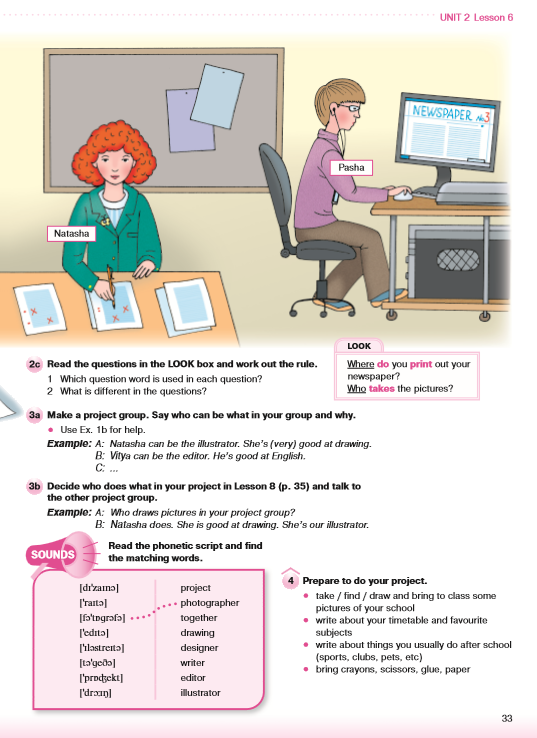 UNIT 2 Lesson 6
NEWSPAPER №3
Pasha
Natasha
LOOK
Where do you print out your
newspaper?
Who takes the pictures?
2c Read the questions in the LOOK box and work out the rule.
1 Which question word is used in each question?
2 What is different in the questions?
3a Make a project group. Say who can be what in your group and why.
• Use Ex. 1b for help.
Example: A: Natasha can be the illustrator. She's (very) good at drawing.
B: Vitya can be the editor. He's good at English.
C: ...
3b Decide who does what in your project in Lesson 8 (p. 35) and talk to
the other project group.
Example: A: Who draws pictures in your project group?
B: Natasha does. She is good at drawing. She's our illustrator.
SOUNDS
Read the phonetic script and find
the matching words.
[dɪ'zaɪnə] project
['raɪtə] photographer
[fə'tɒgrəfə] together
['edɪtə] drawing
['ɪləstreɪtə] designer
[tə'geðə] writer
['prɒʤekt] editor
['drɔːɪŋ] illustrator
4 Prepare to do your project.
• take / find / draw and bring to class some
pictures of your school
• write about your timetable and favourite
subjects
• write about things you usually do after school
(sports, clubs, pets, etc)
• bring crayons, scissors, glue, paper
33